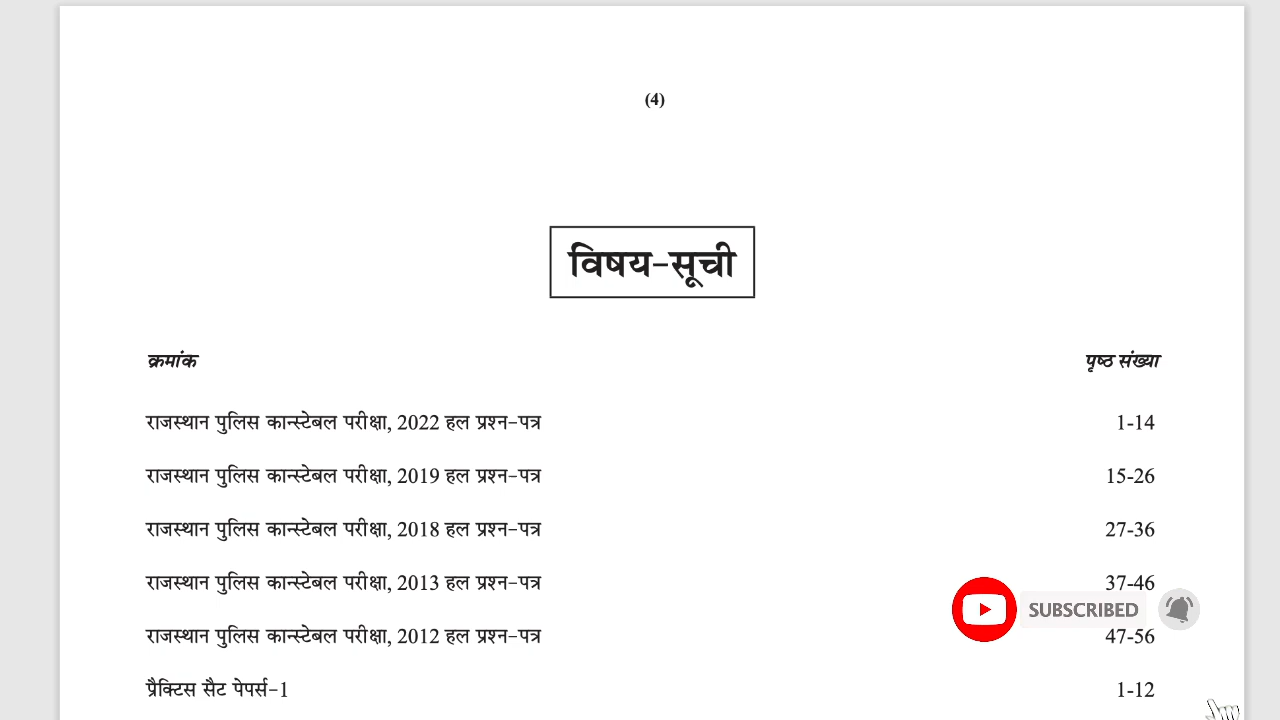 (4)
विषय-सूची
क्रमांक पृष्ठ संख्या
राजस्थान पुलिस कान्स्टेबल परीक्षा, 2022 हल प्रश्न-पत्र 1-14
राजस्थान पुलिस कान्स्टेबल परीक्षा, 2019 हल प्रश्न-पत्र 15-26
राजस्थान पुलिस कान्स्टेबल परीक्षा, 2018 हल प्रश्न-पत्र 27-36
राजस्थान पुलिस कान्स्टेबल परीक्षा, 2013 हल प्रश्न-पत्र 37-46
SUBSCRIBED
राजस्थान पुलिस कान्स्टेबल परीक्षा, 2012 हल प्रश्न-पत्र 47-56
प्रैक्टिस सैट पेपर्स-1 1-12